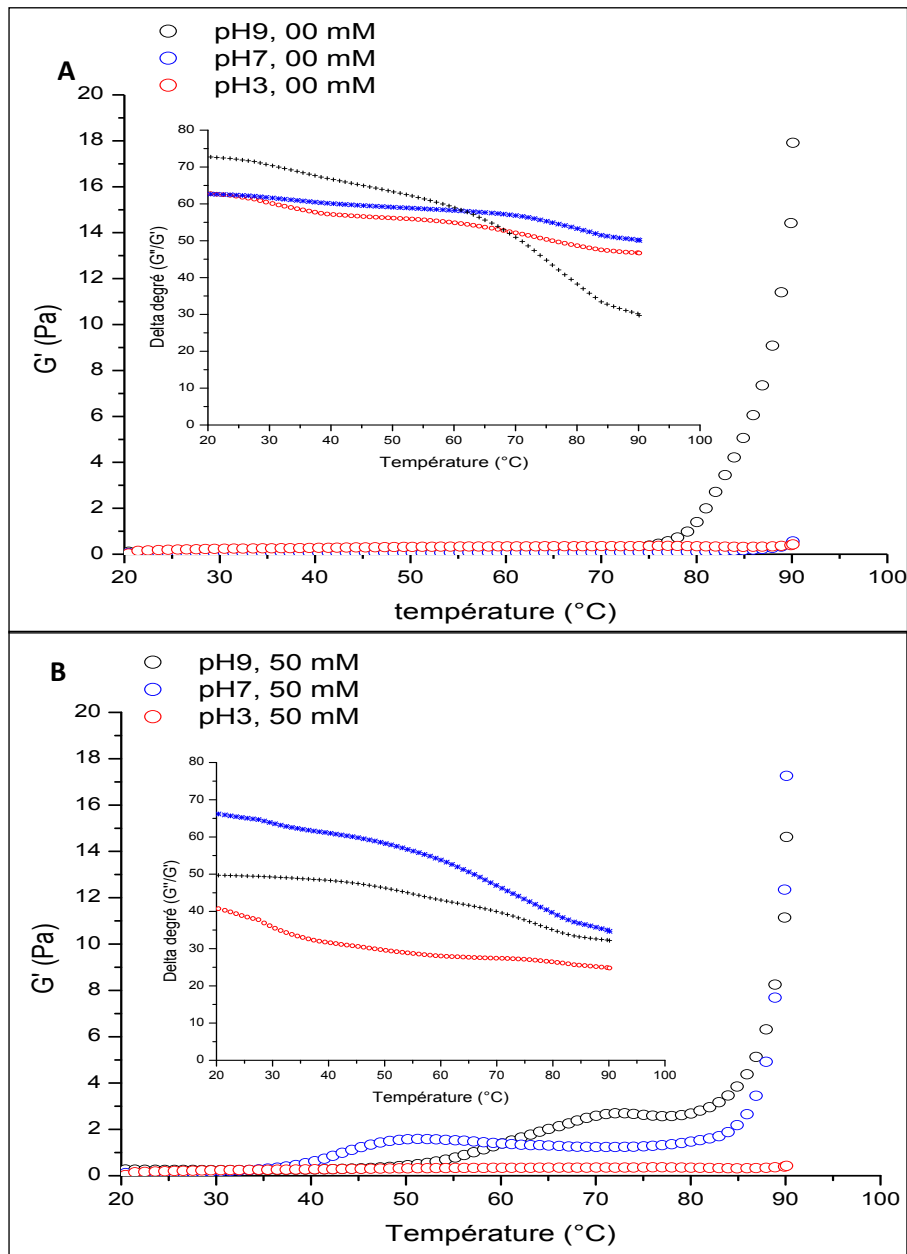 A
pH9, 00 mM
pH7, 00 mM
pH3, 00 mM
G' (Pa)
20
18
16
14
12
10
8
6
4
2
0
Delta degré (G''/G')
80
70
60
50
40
30
20
10
0
20 30 40 50 60 70 80 90 100
Température (°C)
20 30 40 50 60 70 80 90 100
température (°C)
B
pH9, 50 mM
pH7, 50 mM
pH3, 50 mM
G' (Pa)
20
18
16
14
12
10
8
6
4
2
0
Delta degré (G''/G')
80
70
60
50
40
30
20
10
0
20 30 40 50 60 70 80 90 100
Température (°C)
20 30 40 50 60 70 80 90 100
Température (°C)